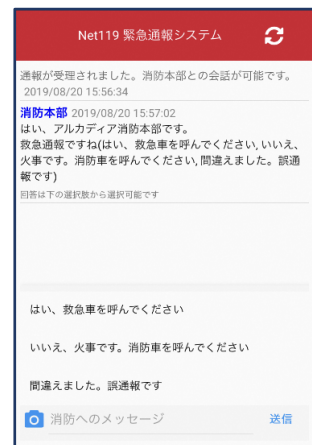 Net119 緊急通報システム
通報が受理されました。消防本部との会話が可能です。
2019/08/20 15:56:34
消防本部 2019/08/20 15:57:02
はい、アルカディア消防本部です。
救急通報ですね(はい、救急車を呼んでください, いいえ、
火事です。消防車を呼んでください, 間違えました。誤通
報です)
回答は下の選択肢から選択可能です
はい、救急車を呼んでください
いいえ、火事です。消防車を呼んでください
間違えました。誤通報です
消防へのメッセージ 送信